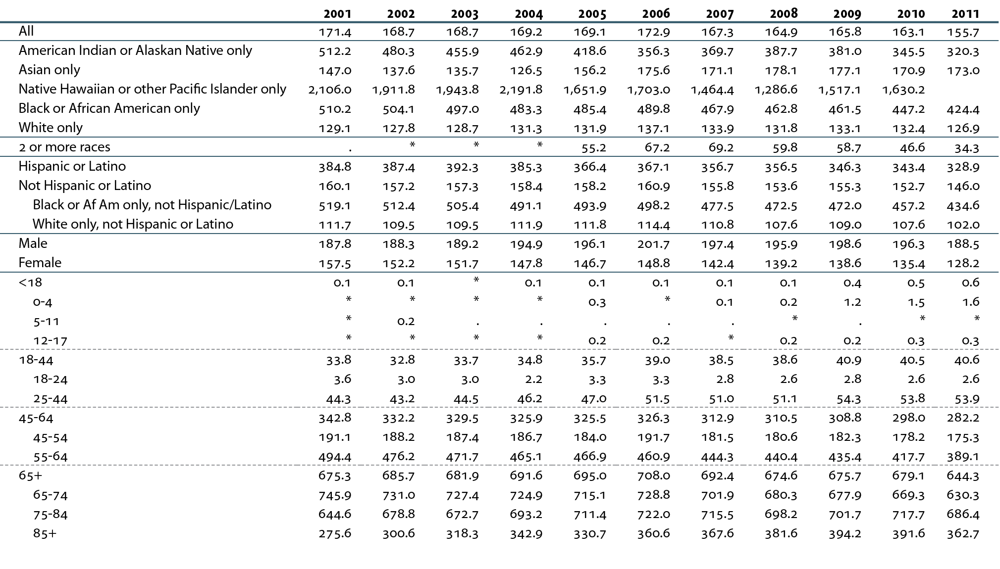 2001 2002 2003 2004 2005 2006 2007 2008 2009 2010 2011
All 171.4 168.7 168.7 169.2 169.1 172.9 167.3 164.9 165.8 163.1 155.7
American Indian or Alaskan Native only 512.2 480.3 455.9 462.9 418.6 356.3 369.7 387.7 381.0 345.5 320.3
Asian only 147.0 137.6 135.7 126.5 156.2 175.6 171.1 178.1 177.1 170.9 173.0
Native Hawaiian or other Pacific Islander only 2,106.0 1,911.8 1,943.8 2,191.8 1,651.9 1,703.0 1,464.4 1,286.6 1,517.1 1,630.2
Black or African American only 510.2 504.1 497.0 483.3 485.4 489.8 467.9 462.8 461.5 447.2 424.4
White only 129.1 127.8 128.7 131.3 131.9 137.1 133.9 131.8 133.1 132.4 126.9
2 or more races . * * * 55.2 67.2 69.2 59.8 58.7 46.6 34.3
Hispanic or Latino 384.8 387.4 392.3 385.3 366.4 367.1 356.7 356.5 346.3 343.4 328.9
Not Hispanic or Latino 160.1 157.2 157.3 158.4 158.2 160.9 155.8 153.6 155.3 152.7 146.0
Black or Af Am only, not Hispanic/Latino 519.1 512.4 505.4 491.1 493.9 498.2 477.5 472.5 472.0 457.2 434.6
White only, not Hispanic or Latino 111.7 109.5 109.5 111.9 111.8 114.4 110.8 107.6 109.0 107.6 102.0
Male 187.8 188.3 189.2 194.9 196.1 201.7 197.4 195.9 198.6 196.3 188.5
Female 157.5 152.2 151.7 147.8 146.7 148.8 142.4 139.2 138.6 135.4 128.2
<18 0.1 0.1 * 0.1 0.1 0.1 0.1 0.1 0.4 0.5 0.6
0-4 * * * * 0.3 * 0.1 0.2 1.2 1.5 1.6
5-11 * 0.2 . . . . . * . * *
12-17 * * * * 0.2 0.2 * 0.2 0.2 0.3 0.3
18-44 33.8 32.8 33.7 34.8 35.7 39.0 38.5 38.6 40.9 40.5 40.6
18-24 3.6 3.0 3.0 2.2 3.3 3.3 2.8 2.6 2.8 2.6 2.6
25-44 44.3 43.2 44.5 46.2 47.0 51.5 51.0 51.1 54.3 53.8 53.9
45-64 342.8 332.2 329.5 325.9 325.5 326.3 312.9 310.5 308.8 298.0 282.2
45-54 191.1 188.2 187.4 186.7 184.0 191.7 181.5 180.6 182.3 178.2 175.3
55-64 494.4 476.2 471.7 465.1 466.9 460.9 444.3 440.4 435.4 417.7 389.1
65+ 675.3 685.7 681.9 691.6 695.0 708.0 692.4 674.6 675.7 679.1 644.3
65-74 745.9 731.0 727.4 724.9 715.1 728.8 701.9 680.3 677.9 669.3 630.3
75-84 644.6 678.8 672.7 693.2 711.4 722.0 715.5 698.2 701.7 717.7 686.4
85+ 275.6 300.6 318.3 342.9 330.7 360.6 367.6 381.6 394.2 391.6 362.7